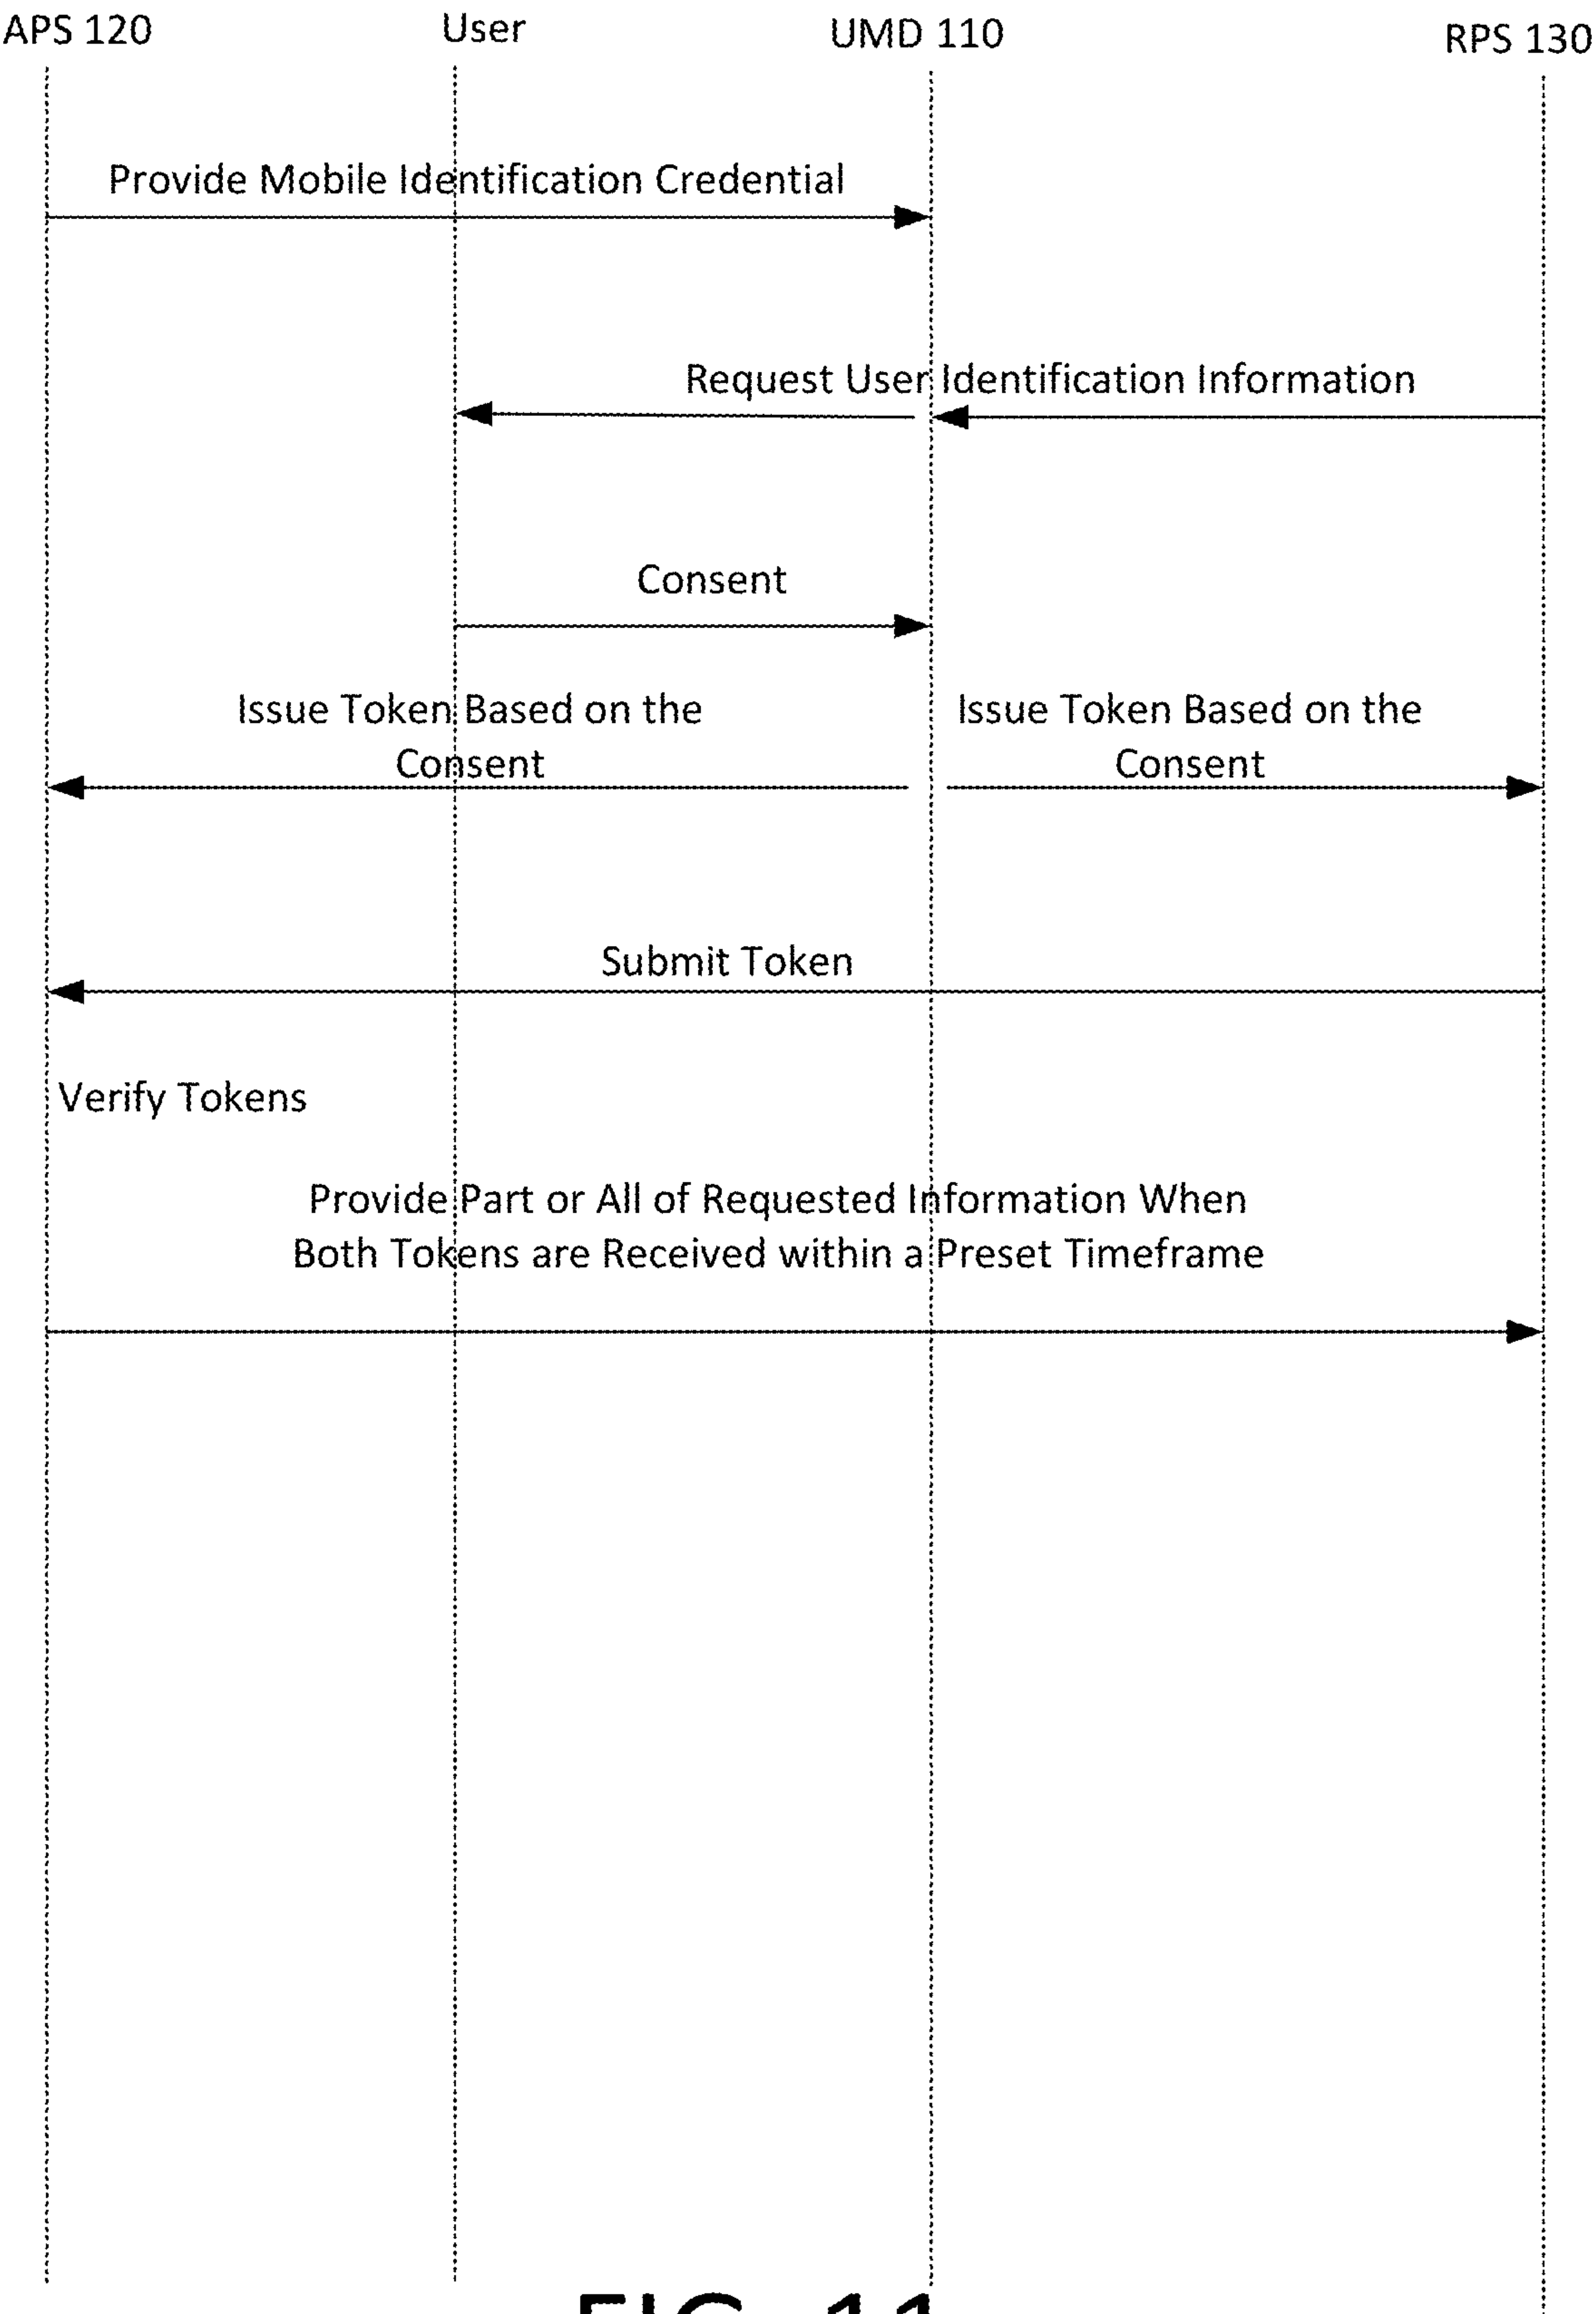 APS 120 User UMD 110 RPS 130
Provide Mobile Identification Credential
Request User Identification Information
Consent
Issue Token Based on the Consent
Issue Token Based on the Consent
Submit Token
Verify Tokens
Provide Part or All of Requested Information When
Both Tokens are Received within a Preset Timeframe
FIG. 11